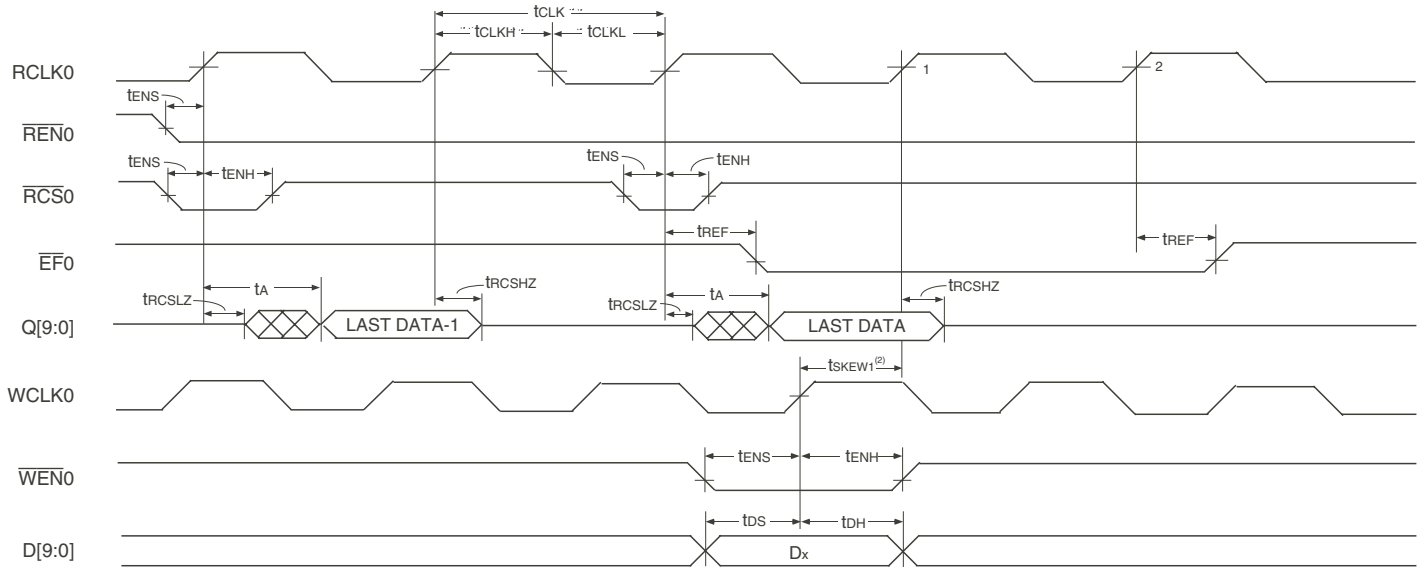 tCLK
tCLKH tCLKL
RCLK0 1 2
tENS
REN0
tENS tENH tENS tENH
RCS0
tREF tREF
EF0
tRCSLZ tA tRCSHZ tRCSLZ tA tRCSHZ
Q[9:0] LAST DATA-1 LAST DATA
tSKEW1(2)
WCLK0
tENS tENH
WEN0
tDS tDH
D[9:0] Dx